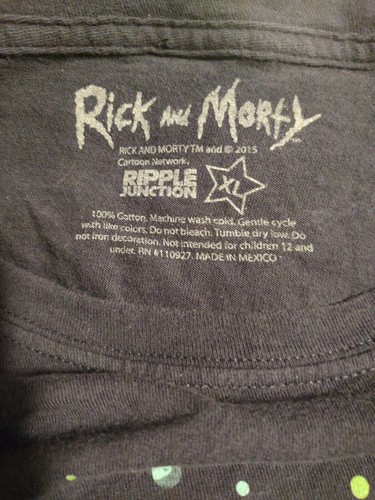 RICK AND MORTY
RICK AND MORTY TM and © 2015
Cartoon Network.
RIPPLE
JUNCTION
XL
100% Cotton. Machine wash cold. Gentle cycle
with like colors. Do not bleach. Tumble dry low. Do
not iron decoration. Not intended for children 12 and
under. RN #110927. MADE IN MEXICO